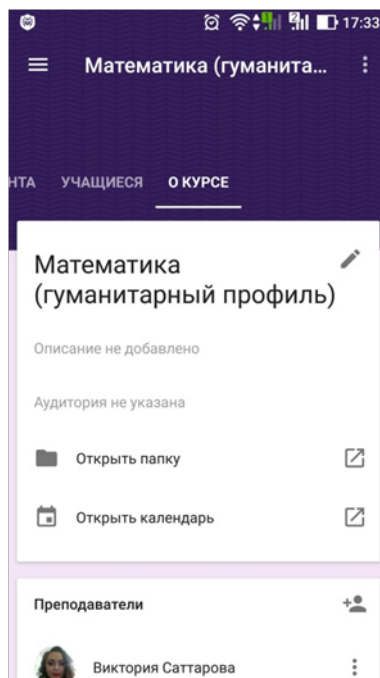 17:33
Математика (гуманита...
НТА УЧАЩИЕСЯ О КУРСЕ
Математика
(гуманитарный профиль)
Описание не добавлено
Аудитория не указана
Открыть папку
Открыть календарь
Преподаватели
Виктория Саттарова